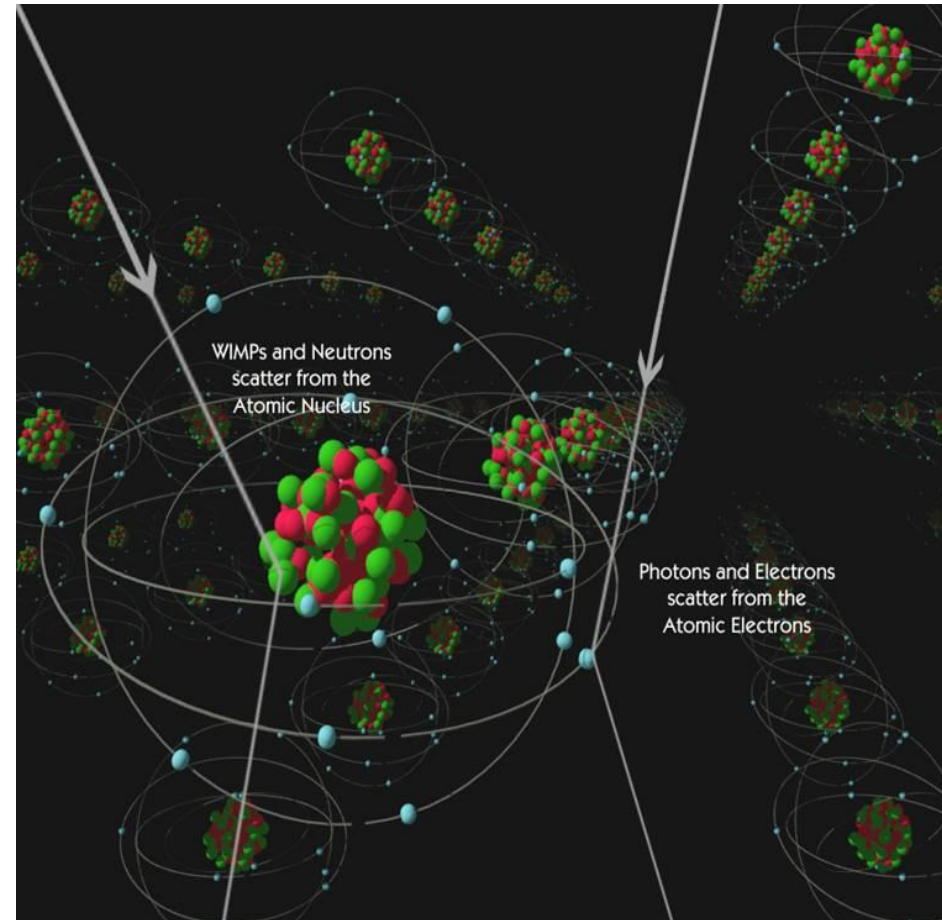 WIMPs and Neutrons
scatter from the
Atomic Nucleus
Photons and Electrons
scatter from the
Atomic Electrons